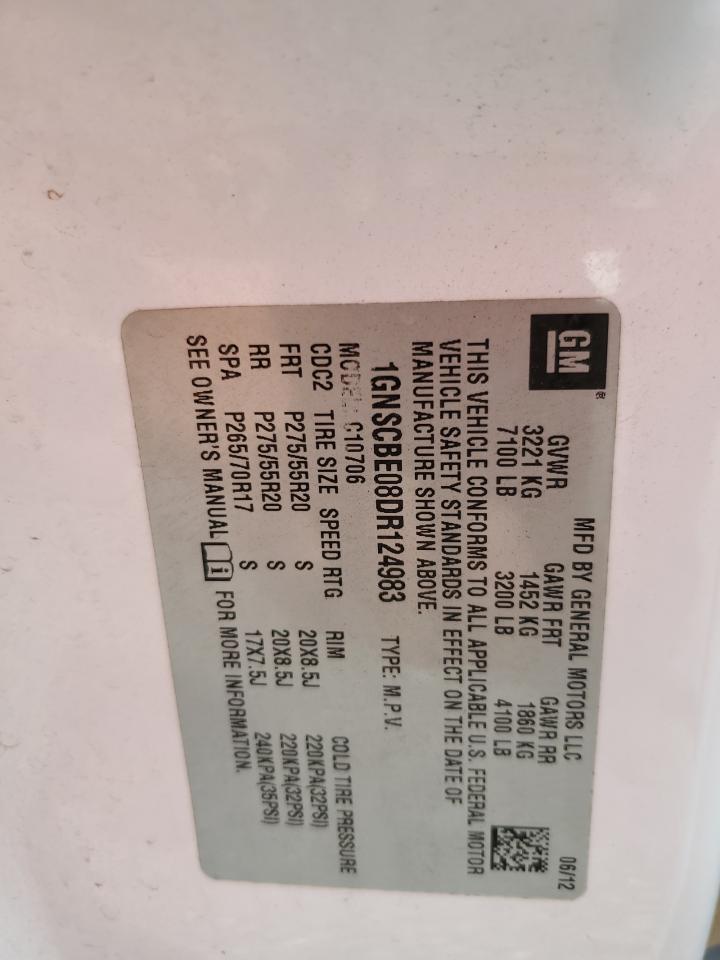 GM®
MFD BY GENERAL MOTORS LLC 06/12
GVWR GAWR FRT GAWR RR
3221 KG 1452 KG 1860 KG
7100 LB 3200 LB 4100 LB
THIS VEHICLE CONFORMS TO ALL APPLICABLE U.S. FEDERAL MOTOR
VEHICLE SAFETY STANDARDS IN EFFECT ON THE DATE OF
MANUFACTURE SHOWN ABOVE.
1GNSCBE08DR124983 TYPE: M.P.V.
MODEL: C10706
CDC2 TIRE SIZE SPEED RTG RIM COLD TIRE PRESSURE
FRT P275/55R20 S 20X8.5J 220KPA(32PSI)
RR P275/55R20 S 20X8.5J 220KPA(32PSI)
SPA P265/70R17 S 17X7.5J 240KPA(35PSI)
SEE OWNER'S MANUAL i FOR MORE INFORMATION.